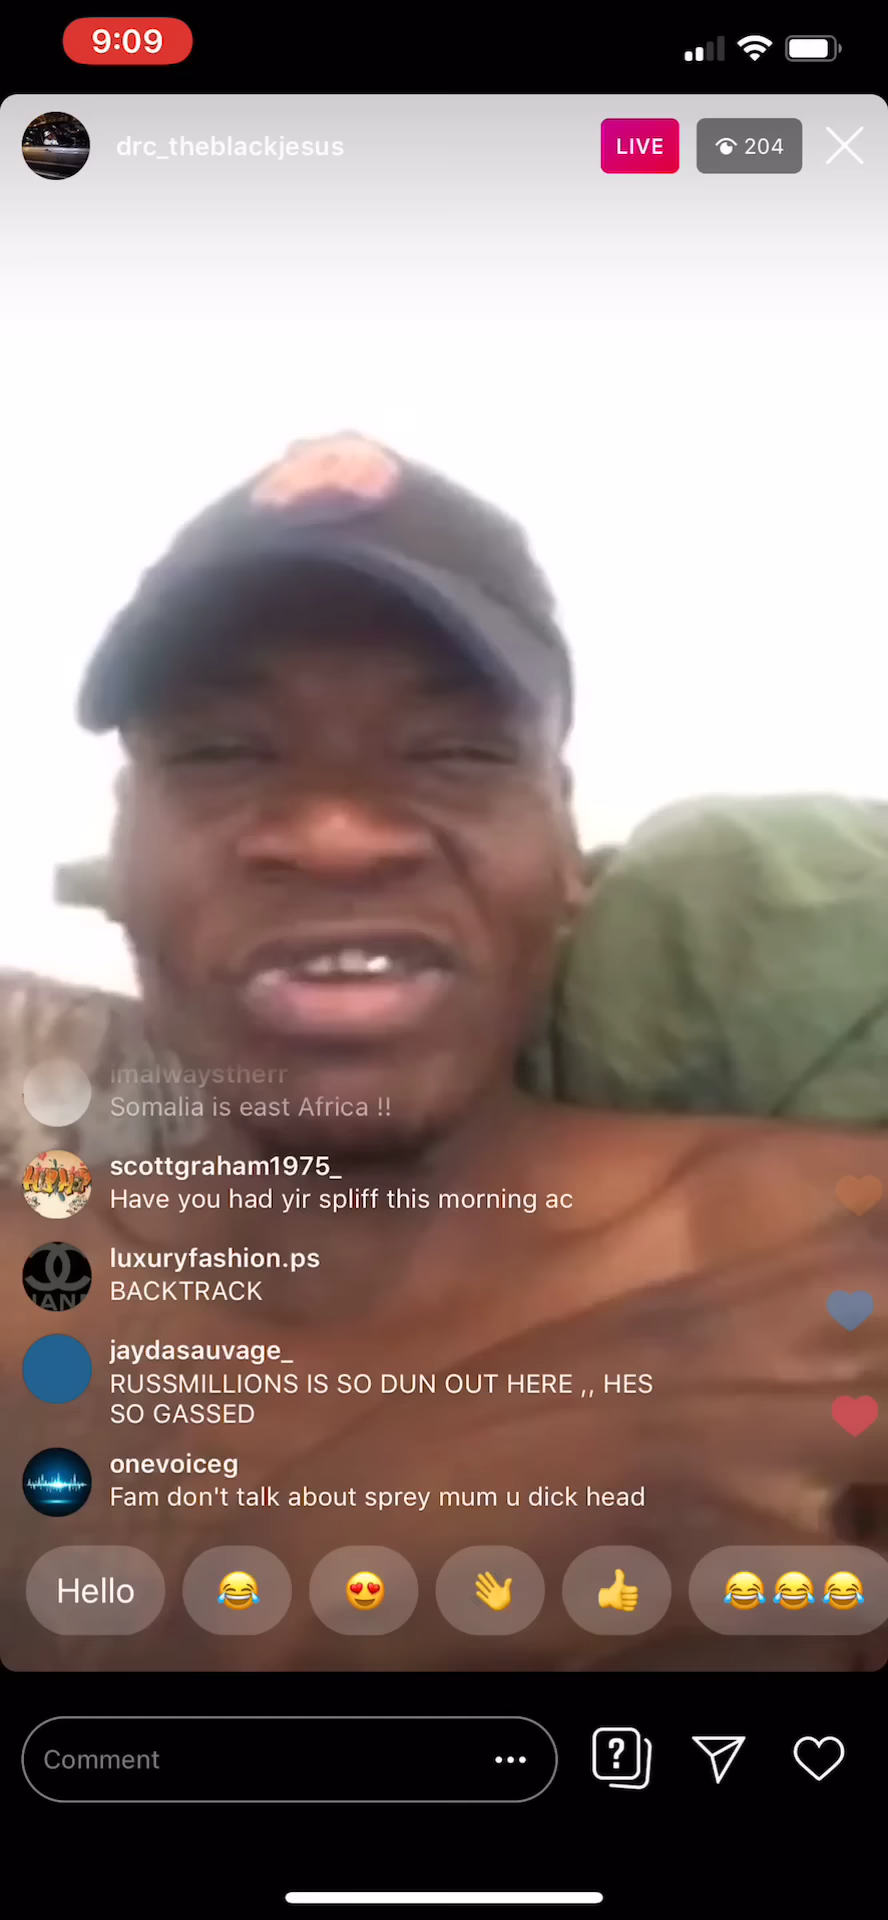 9:09
drc_theblackjesus
LIVE
204
imalwaystherr
Somalia is east Africa !!
scottgraham1975_
Have you had yir spliff this morning ac
luxuryfashion.ps
BACKTRACK
jaydasauvage_
RUSSMILLIONS IS SO DUN OUT HERE ,, HES
SO GASSED
onevoiceg
Fam don't talk about sprey mum u dick head
Hello
Comment